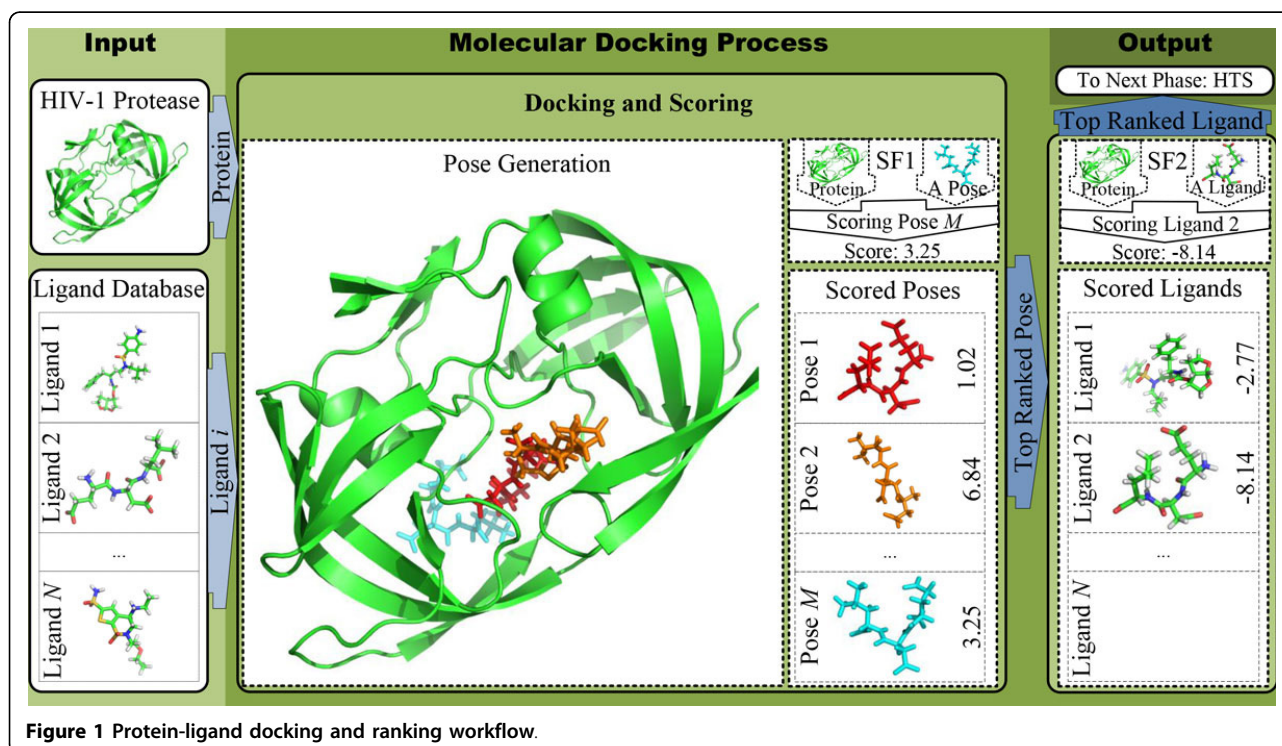 Input
Molecular Docking Process
Output
HIV-1 Protease
Protein
Ligand Database
Ligand 1
Ligand 2
...
Ligand N
Ligand i
Docking and Scoring
Pose Generation
SF1
Protein
A Pose
Scoring Pose M
Score: 3.25
Scored Poses
Pose 1
1.02
Pose 2
6.84
...
Pose M
3.25
Top Ranked Pose
To Next Phase: HTS
Top Ranked Ligand
SF2
Protein
A Ligand
Scoring Ligand 2
Score: -8.14
Scored Ligands
Ligand 1
-2.77
Ligand 2
-8.14
...
Ligand N
Figure 1 Protein-ligand docking and ranking workflow.